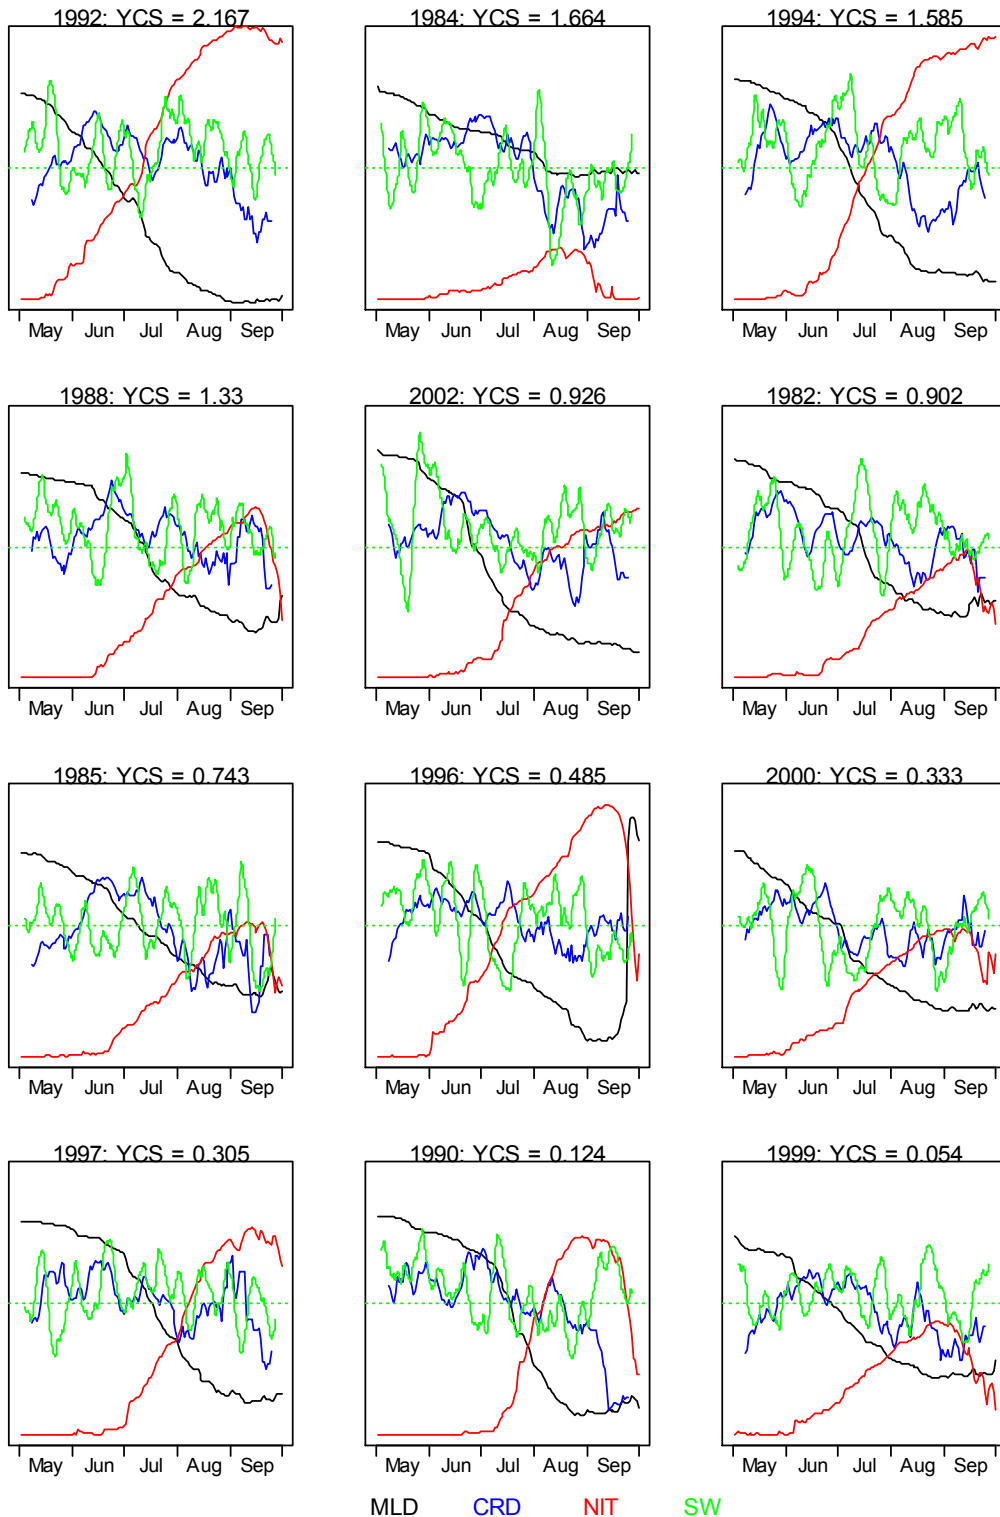 1992: YCS = 2.167 1984: YCS = 1.664 1994: YCS = 1.585
May Jun Jul Aug Sep May Jun Jul Aug Sep May Jun Jul Aug Sep
1988: YCS = 1.33 2002: YCS = 0.926 1982: YCS = 0.902
May Jun Jul Aug Sep May Jun Jul Aug Sep May Jun Jul Aug Sep
1985: YCS = 0.743 1996: YCS = 0.485 2000: YCS = 0.333
May Jun Jul Aug Sep May Jun Jul Aug Sep May Jun Jul Aug Sep
1997: YCS = 0.305 1990: YCS = 0.124 1999: YCS = 0.054
May Jun Jul Aug Sep May Jun Jul Aug Sep May Jun Jul Aug Sep
MLD CRD NIT SW